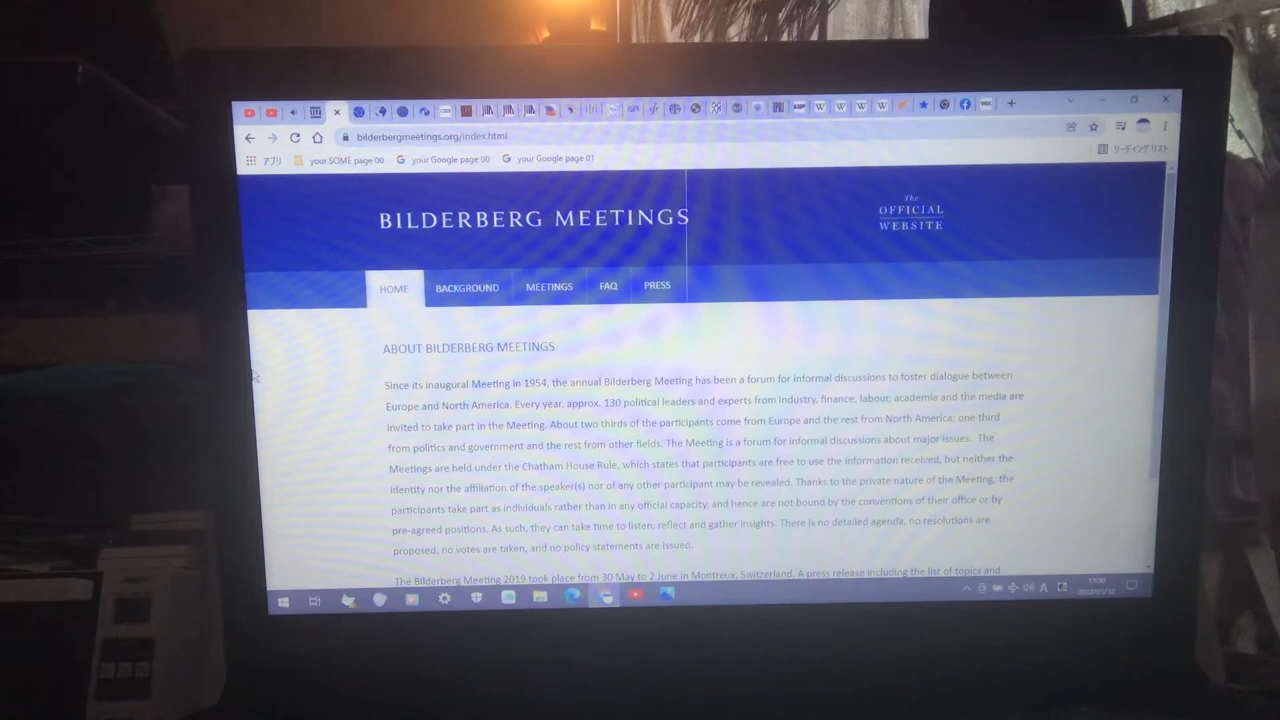 bilderbergmeetings.org/index.html
アプリ your SOME page 00 your Google page 00 your Google page 01 リーディング リスト
BILDERBERG MEETINGS
The
OFFICIAL
WEBSITE
HOME BACKGROUND MEETINGS FAQ PRESS
ABOUT BILDERBERG MEETINGS
Since its inaugural Meeting in 1954, the annual Bilderberg Meeting has been a forum for informal discussions to foster dialogue between
Europe and North America. Every year, approx. 130 political leaders and experts from industry, finance, labour, academia and the media are
invited to take part in the Meeting. About two thirds of the participants come from Europe and the rest from North America; one third
from politics and government and the rest from other fields. The Meeting is a forum for informal discussions about major issues. The
Meetings are held under the Chatham House Rule, which states that participants are free to use the information received, but neither the
identity nor the affiliation of the speaker(s) nor of any other participant may be revealed. Thanks to the private nature of the Meeting, the
participants take part as individuals rather than in any official capacity, and hence are not bound by the conventions of their office or by
pre-agreed positions. As such, they can take time to listen, reflect and gather insights. There is no detailed agenda, no resolutions are
proposed, no votes are taken, and no policy statements are issued.
The Bilderberg Meeting 2019 took place from 30 May to 2 June in Montreux, Switzerland. A press release including the list of topics and
A